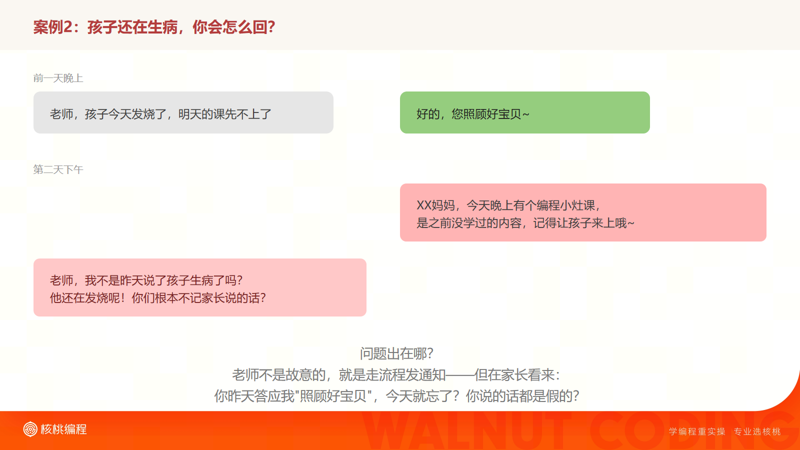 案例2：孩子还在生病，你会怎么回？
前一天晚上
老师，孩子今天发烧了，明天的课先不上了
好的，您照顾好宝贝~
第二天下午
XX妈妈，今天晚上有个编程小灶课，
是之前没学过的内容，记得让孩子来上哦~
老师，我不是昨天说了孩子生病了吗？
他还在发烧呢！你们根本不记家长说的话？
问题出在哪？
老师不是故意的，就是走流程发通知——但在家长看来：
你昨天答应我"照顾好宝贝"，今天就忘了？你说的话都是假的？
核桃编程
WALNUT CODING
学编程重实操 专业选核桃